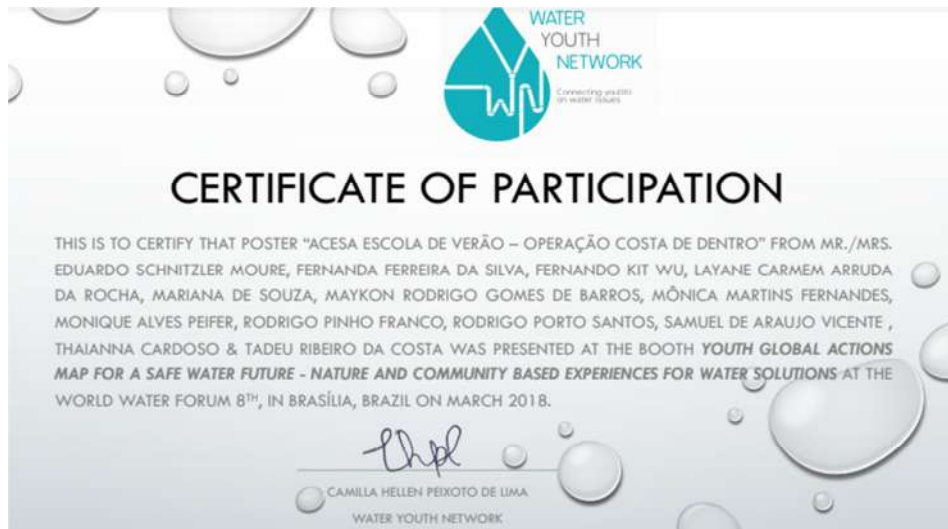 WATER
YOUTH
NETWORK
Connecting youth
on water issues
CERTIFICATE OF PARTICIPATION
THIS IS TO CERTIFY THAT POSTER “ACESA ESCOLA DE VERÃO – OPERAÇÃO COSTA DE DENTRO” FROM MR./MRS.
EDUARDO SCHNITZLER MOURE, FERNANDA FERREIRA DA SILVA, FERNANDO KIT WU, LAYANE CARMEM ARRUDA
DA ROCHA, MARIANA DE SOUZA, MAYKON RODRIGO GOMES DE BARROS, MÔNICA MARTINS FERNANDES,
MONIQUE ALVES PEIFER, RODRIGO PINHO FRANCO, RODRIGO PORTO SANTOS, SAMUEL DE ARAUJO VICENTE ,
THAIANNA CARDOSO & TADEU RIBEIRO DA COSTA WAS PRESENTED AT THE BOOTH YOUTH GLOBAL ACTIONS
MAP FOR A SAFE WATER FUTURE - NATURE AND COMMUNITY BASED EXPERIENCES FOR WATER SOLUTIONS AT THE
WORLD WATER FORUM 8TH, IN BRASÍLIA, BRAZIL ON MARCH 2018.
CAMILLA HELLEN PEIXOTO DE LIMA
WATER YOUTH NETWORK